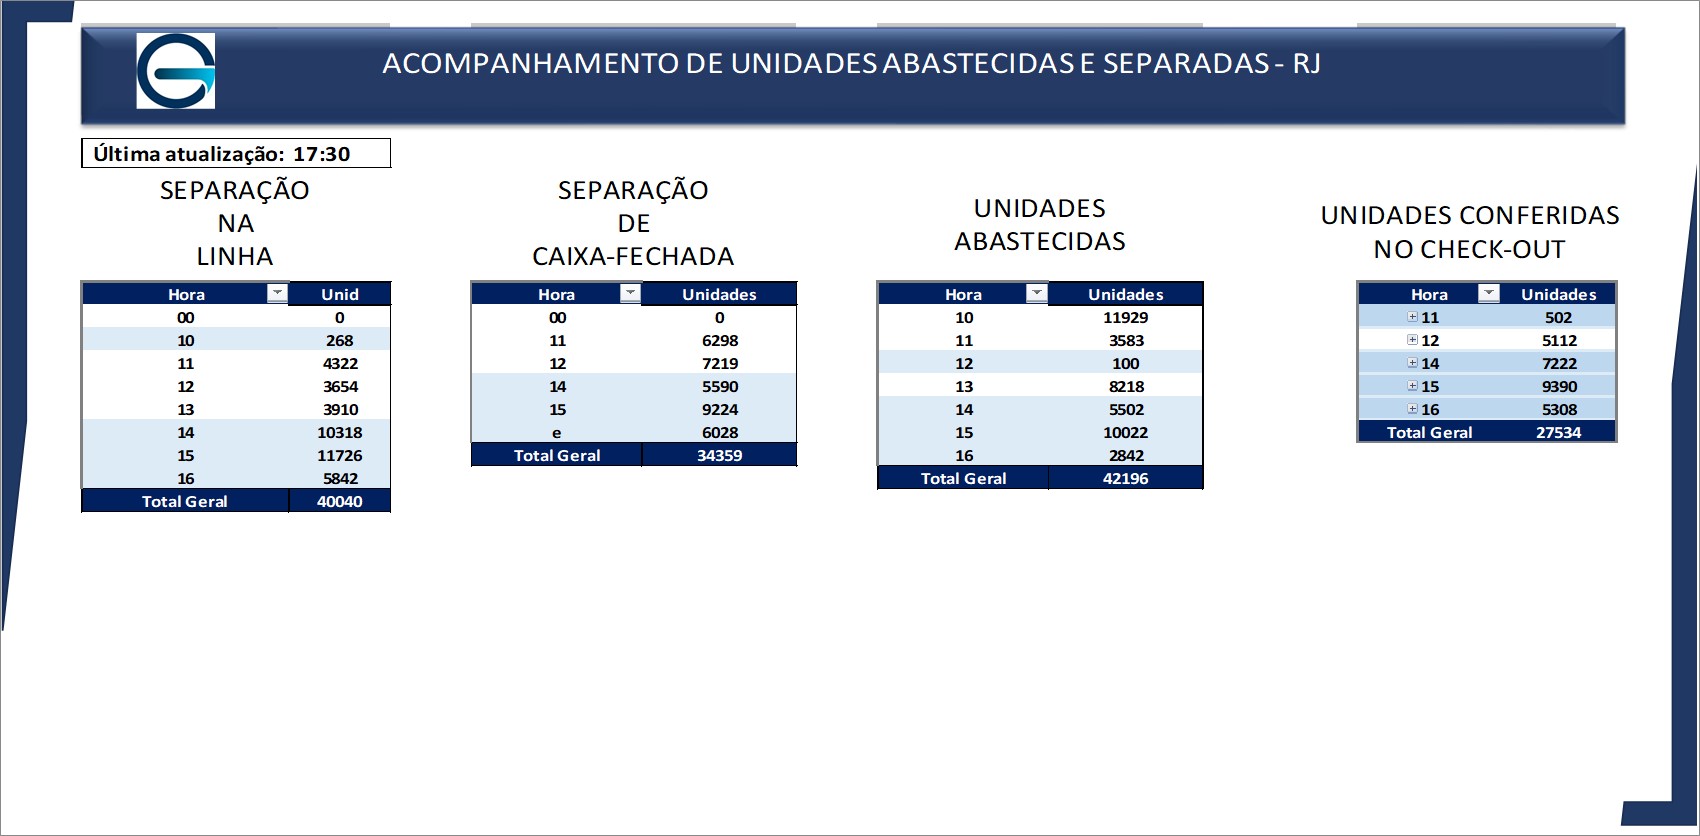 ACOMPANHAMENTO DE UNIDADES ABASTECIDAS E SEPARADAS - RJ
Última atualização: 17:30
SEPARAÇÃO
NA
LINHA
Hora Unid
00 0
10 268
11 4322
12 3654
13 3910
14 10318
15 11726
16 5842
Total Geral 40040
SEPARAÇÃO
DE
CAIXA-FECHADA
Hora Unidades
00 0
11 6298
12 7219
14 5590
15 9224
e 6028
Total Geral 34359
UNIDADES
ABASTECIDAS
Hora Unidades
10 11929
11 3583
12 100
13 8218
14 5502
15 10022
16 2842
Total Geral 42196
UNIDADES CONFERIDAS
NO CHECK-OUT
Hora Unidades
11 502
12 5112
14 7222
15 9390
16 5308
Total Geral 27534